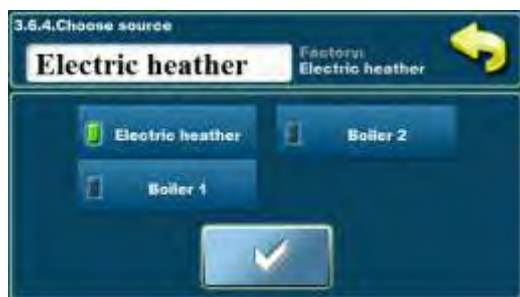 3.6.4.Choose source
Electric heather
Factory:
Electric heather
Electric heather
Boiler 2
Boiler 1